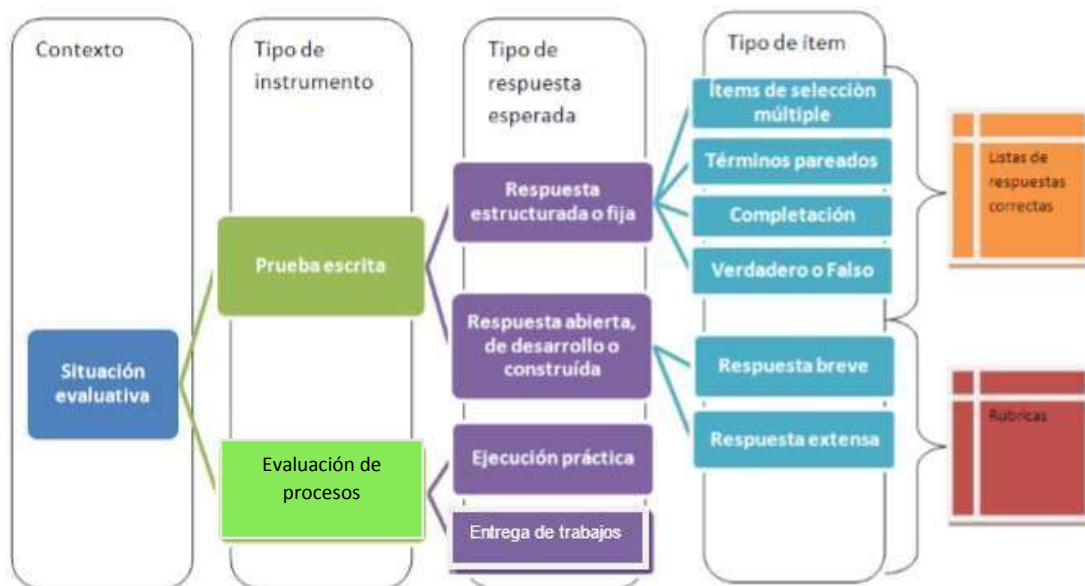 Contexto
Tipo de
instrumento
Tipo de
respuesta
esperada
Tipo de ítem
Situación
evaluativa
Prueba escrita
Evaluación de
procesos
Respuesta
estructurada o fija
Respuesta abierta,
de desarrollo o
construída
Ejecución práctica
Entrega de trabajos
Ítems de selecciòn
múltiple
Términos pareados
Completación
Verdadero o Falso
Respuesta breve
Respuesta extensa
Listas de
respuestas
correctas
Rúbricas